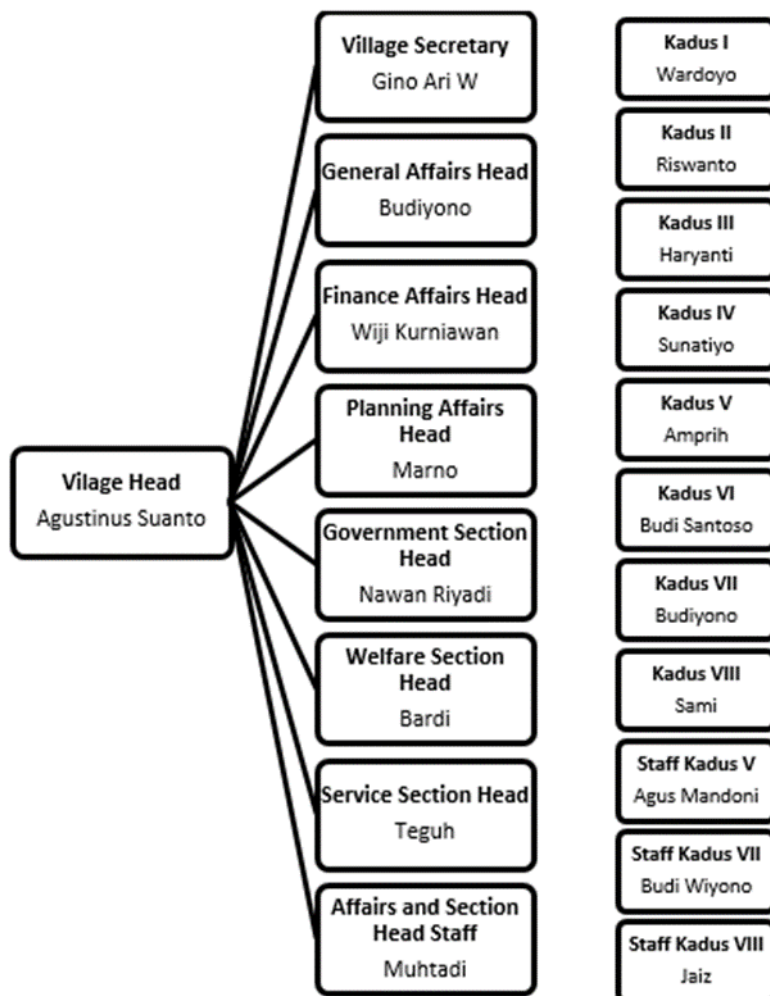 Village Secretary
Gino Ari W
General Affairs Head
Budiyono
Finance Affairs Head
Wiji Kurniawan
Planning Affairs
Head
Marno
Vilage Head
Agustinus Suanto
Government Section
Head
Nawan Riyadi
Welfare Section
Head
Bardi
Service Section Head
Teguh
Affairs and Section
Head Staff
Muhtadi
Kadus I
Wardoyo
Kadus II
Riswanto
Kadus III
Haryanti
Kadus IV
Sunatiyo
Kadus V
Amprih
Kadus VI
Budi Santoso
Kadus VII
Budiyono
Kadus VIII
Sami
Staff Kadus V
Agus Mandoni
Staff Kadus VII
Budi Wiyono
Staff Kadus VIII
Jaiz